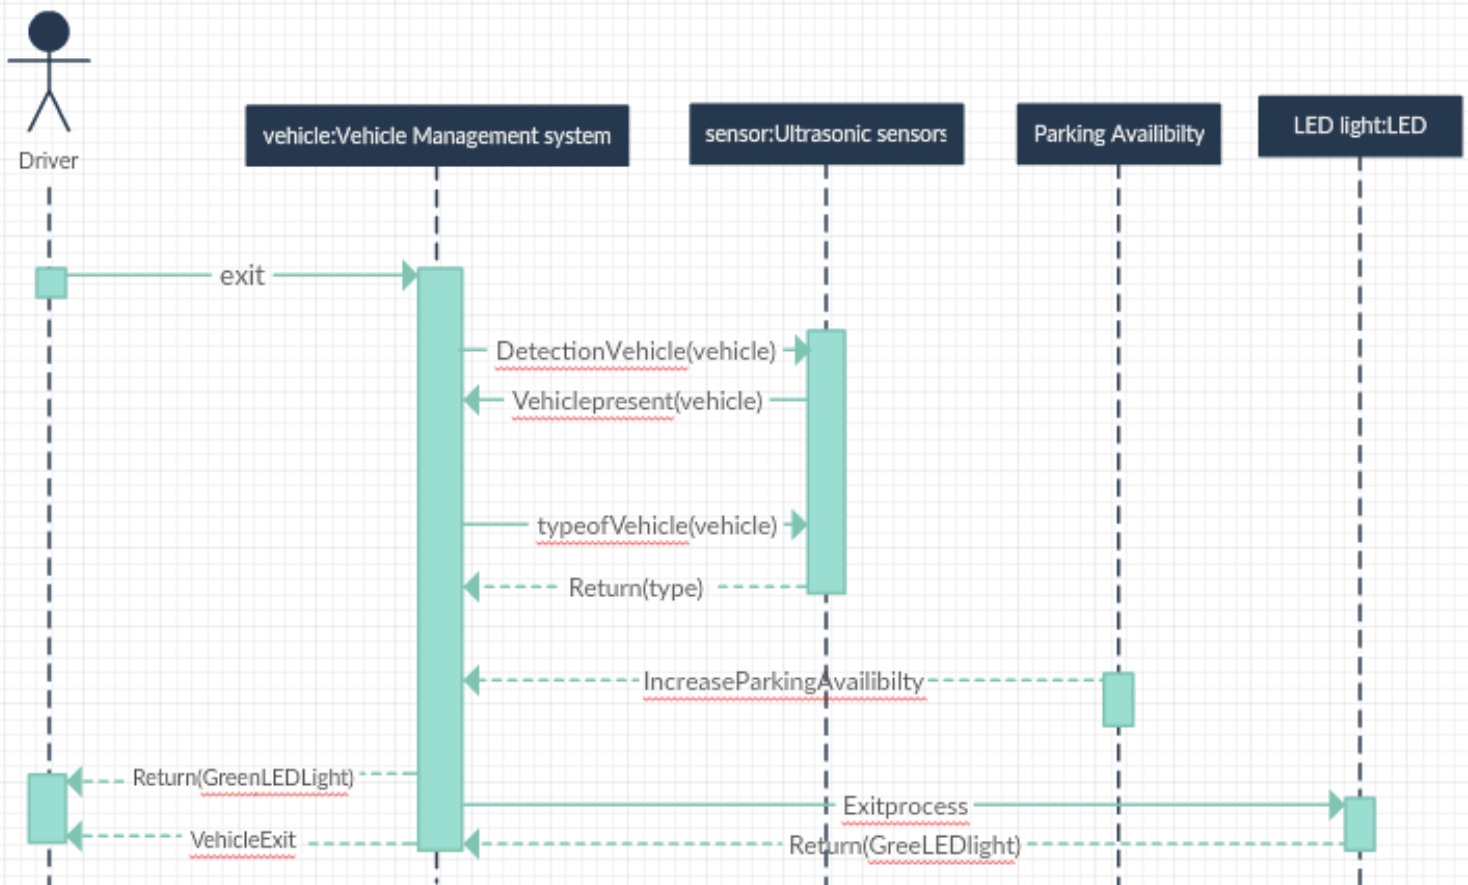 Driver
vehicle:Vehicle Management system
sensor:Ultrasonic sensors
Parking Availibilty
LED light:LED
exit
DetectionVehicle(vehicle)
Vehiclepresent(vehicle)
typeofVehicle(vehicle)
Return(type)
IncreaseParkingAvailibilty
Return(GreenLEDLight)
Exitprocess
VehicleExit
Return(GreeLEDlight)